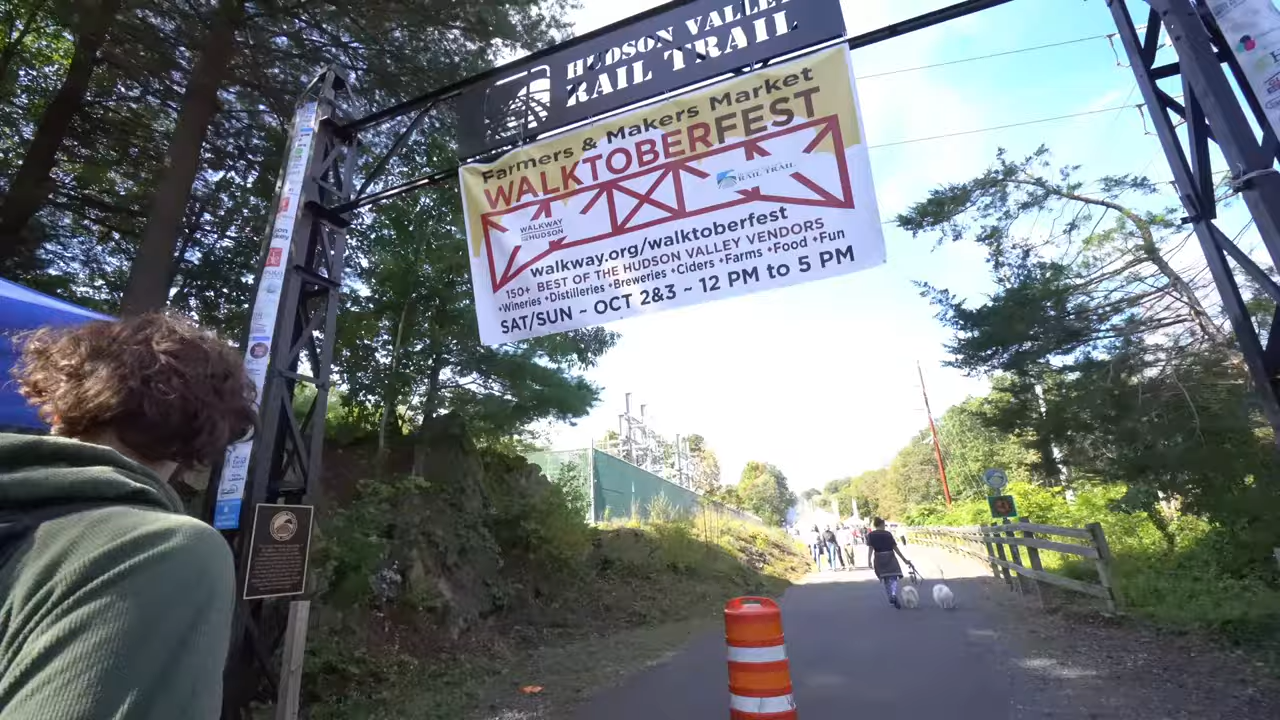 HUDSON VALLEY
RAIL TRAIL
Farmers & Makers Market
WALKTOBERFEST
RAIL TRAIL
WALKWAY
HUDSON
walkway.org/walktoberfest
150+ BEST OF THE HUDSON VALLEY VENDORS
•Wineries •Distilleries •Breweries •Ciders •Farms •Food •Fun
SAT/SUN ~ OCT 2&3 ~ 12 PM to 5 PM